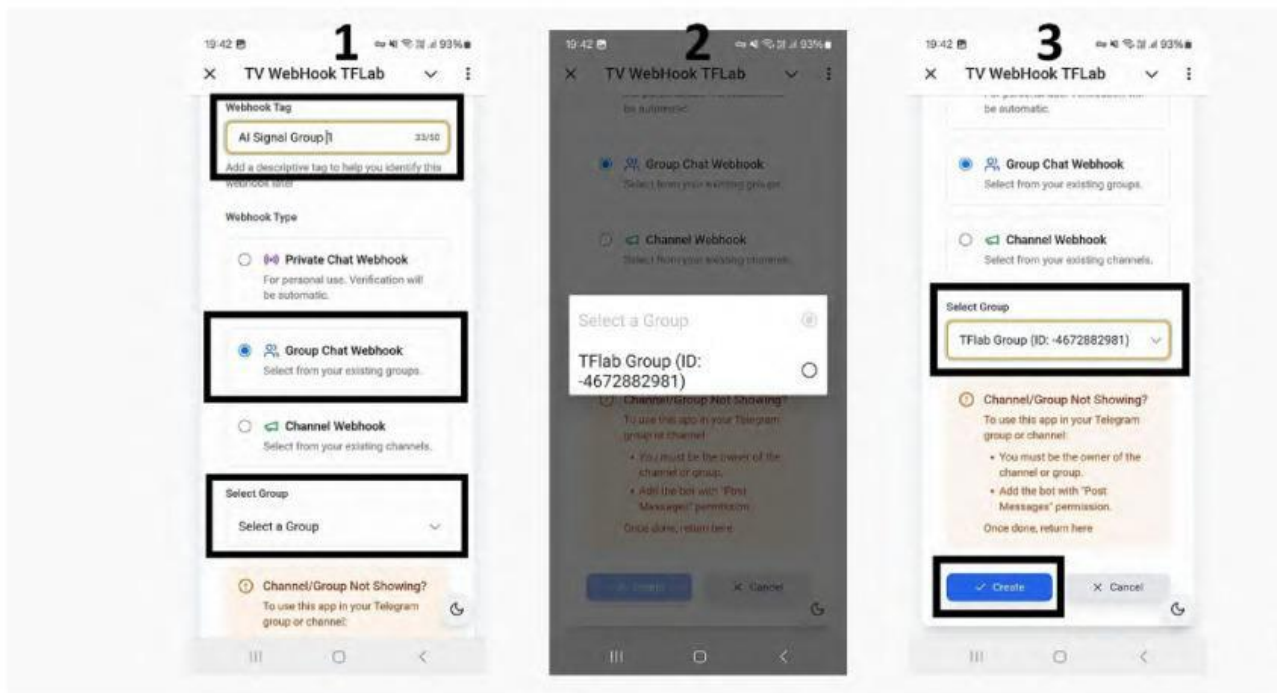 1
19:42
93%
TV WebHook TFLab
Webhook Tag
AI Signal Group 1
33/50
Add a descriptive tag to help you identify this
webhook later
Webhook Type
Private Chat Webhook
For personal use. Verification will
be automatic.
Group Chat Webhook
Select from your existing groups.
Channel Webhook
Select from your existing channels.
Select Group
Select a Group
Channel/Group Not Showing?
To use this app in your Telegram
group or channel:
2
19:42
93%
TV WebHook TFLab
be automatic.
Group Chat Webhook
Select from your existing groups.
Channel Webhook
Select from your existing channels.
Select a Group
TFlab Group (ID:
-4672882981)
Channel/Group Not Showing?
To use this app in your Telegram
group or channel:
• You must be the owner of the
channel or group.
• Add the bot with "Post
Messages" permission.
Once done, return here
Create
Cancel
3
19:42
93%
TV WebHook TFLab
be automatic.
Group Chat Webhook
Select from your existing groups.
Channel Webhook
Select from your existing channels.
Select Group
TFlab Group (ID: -4672882981)
Channel/Group Not Showing?
To use this app in your Telegram
group or channel:
• You must be the owner of the
channel or group.
• Add the bot with "Post
Messages" permission.
Once done, return here
Create
Cancel